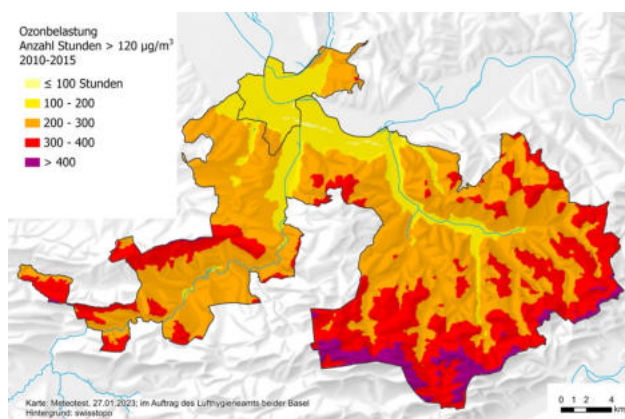 Ozonbelastung
Anzahl Stunden > 120 µg/m³
2010-2015
≤ 100 Stunden
100 - 200
200 - 300
300 - 400
> 400
Karte: Meteotest, 27.01.2023; im Auftrag des Lufthygieneamts beider Basel
Hintergrund: swisstopo
0 1 2 4
km